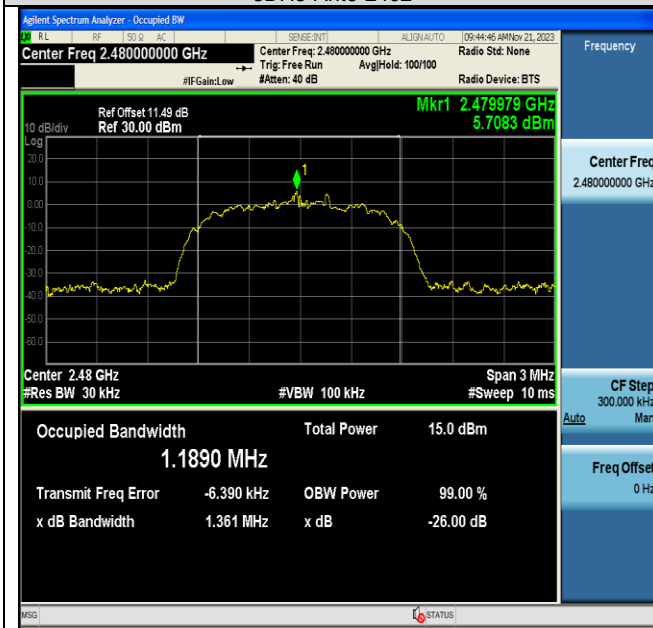 Agilent Spectrum Analyzer - Occupied BW
RL RF 50 Ω AC SENSE:INT ALIGN AUTO 09:44:46 AM Nov 21, 2023
Center Freq 2.480000000 GHz Center Freq: 2.480000000 GHz Radio Std: None Frequency
Trig: Free Run Avg|Hold: 100/100
#IFGain:Low #Atten: 40 dB Radio Device: BTS
Ref Offset 11.49 dB Mkr1 2.479979 GHz
10 dB/div Ref 30.00 dBm 5.7083 dBm
Log
20.0
10.0
0.00
-10.0
-20.0
-30.0
-40.0
-50.0
-60.0
1
Center 2.48 GHz Span 3 MHz
#Res BW 30 kHz #VBW 100 kHz #Sweep 10 ms
Occupied Bandwidth Total Power 15.0 dBm
1.1890 MHz
Transmit Freq Error -6.390 kHz OBW Power 99.00 %
x dB Bandwidth 1.361 MHz x dB -26.00 dB
Center Freq
2.480000000 GHz
CF Step
300.000 kHz
Auto Man
Freq Offset
0 Hz
MSG STATUS